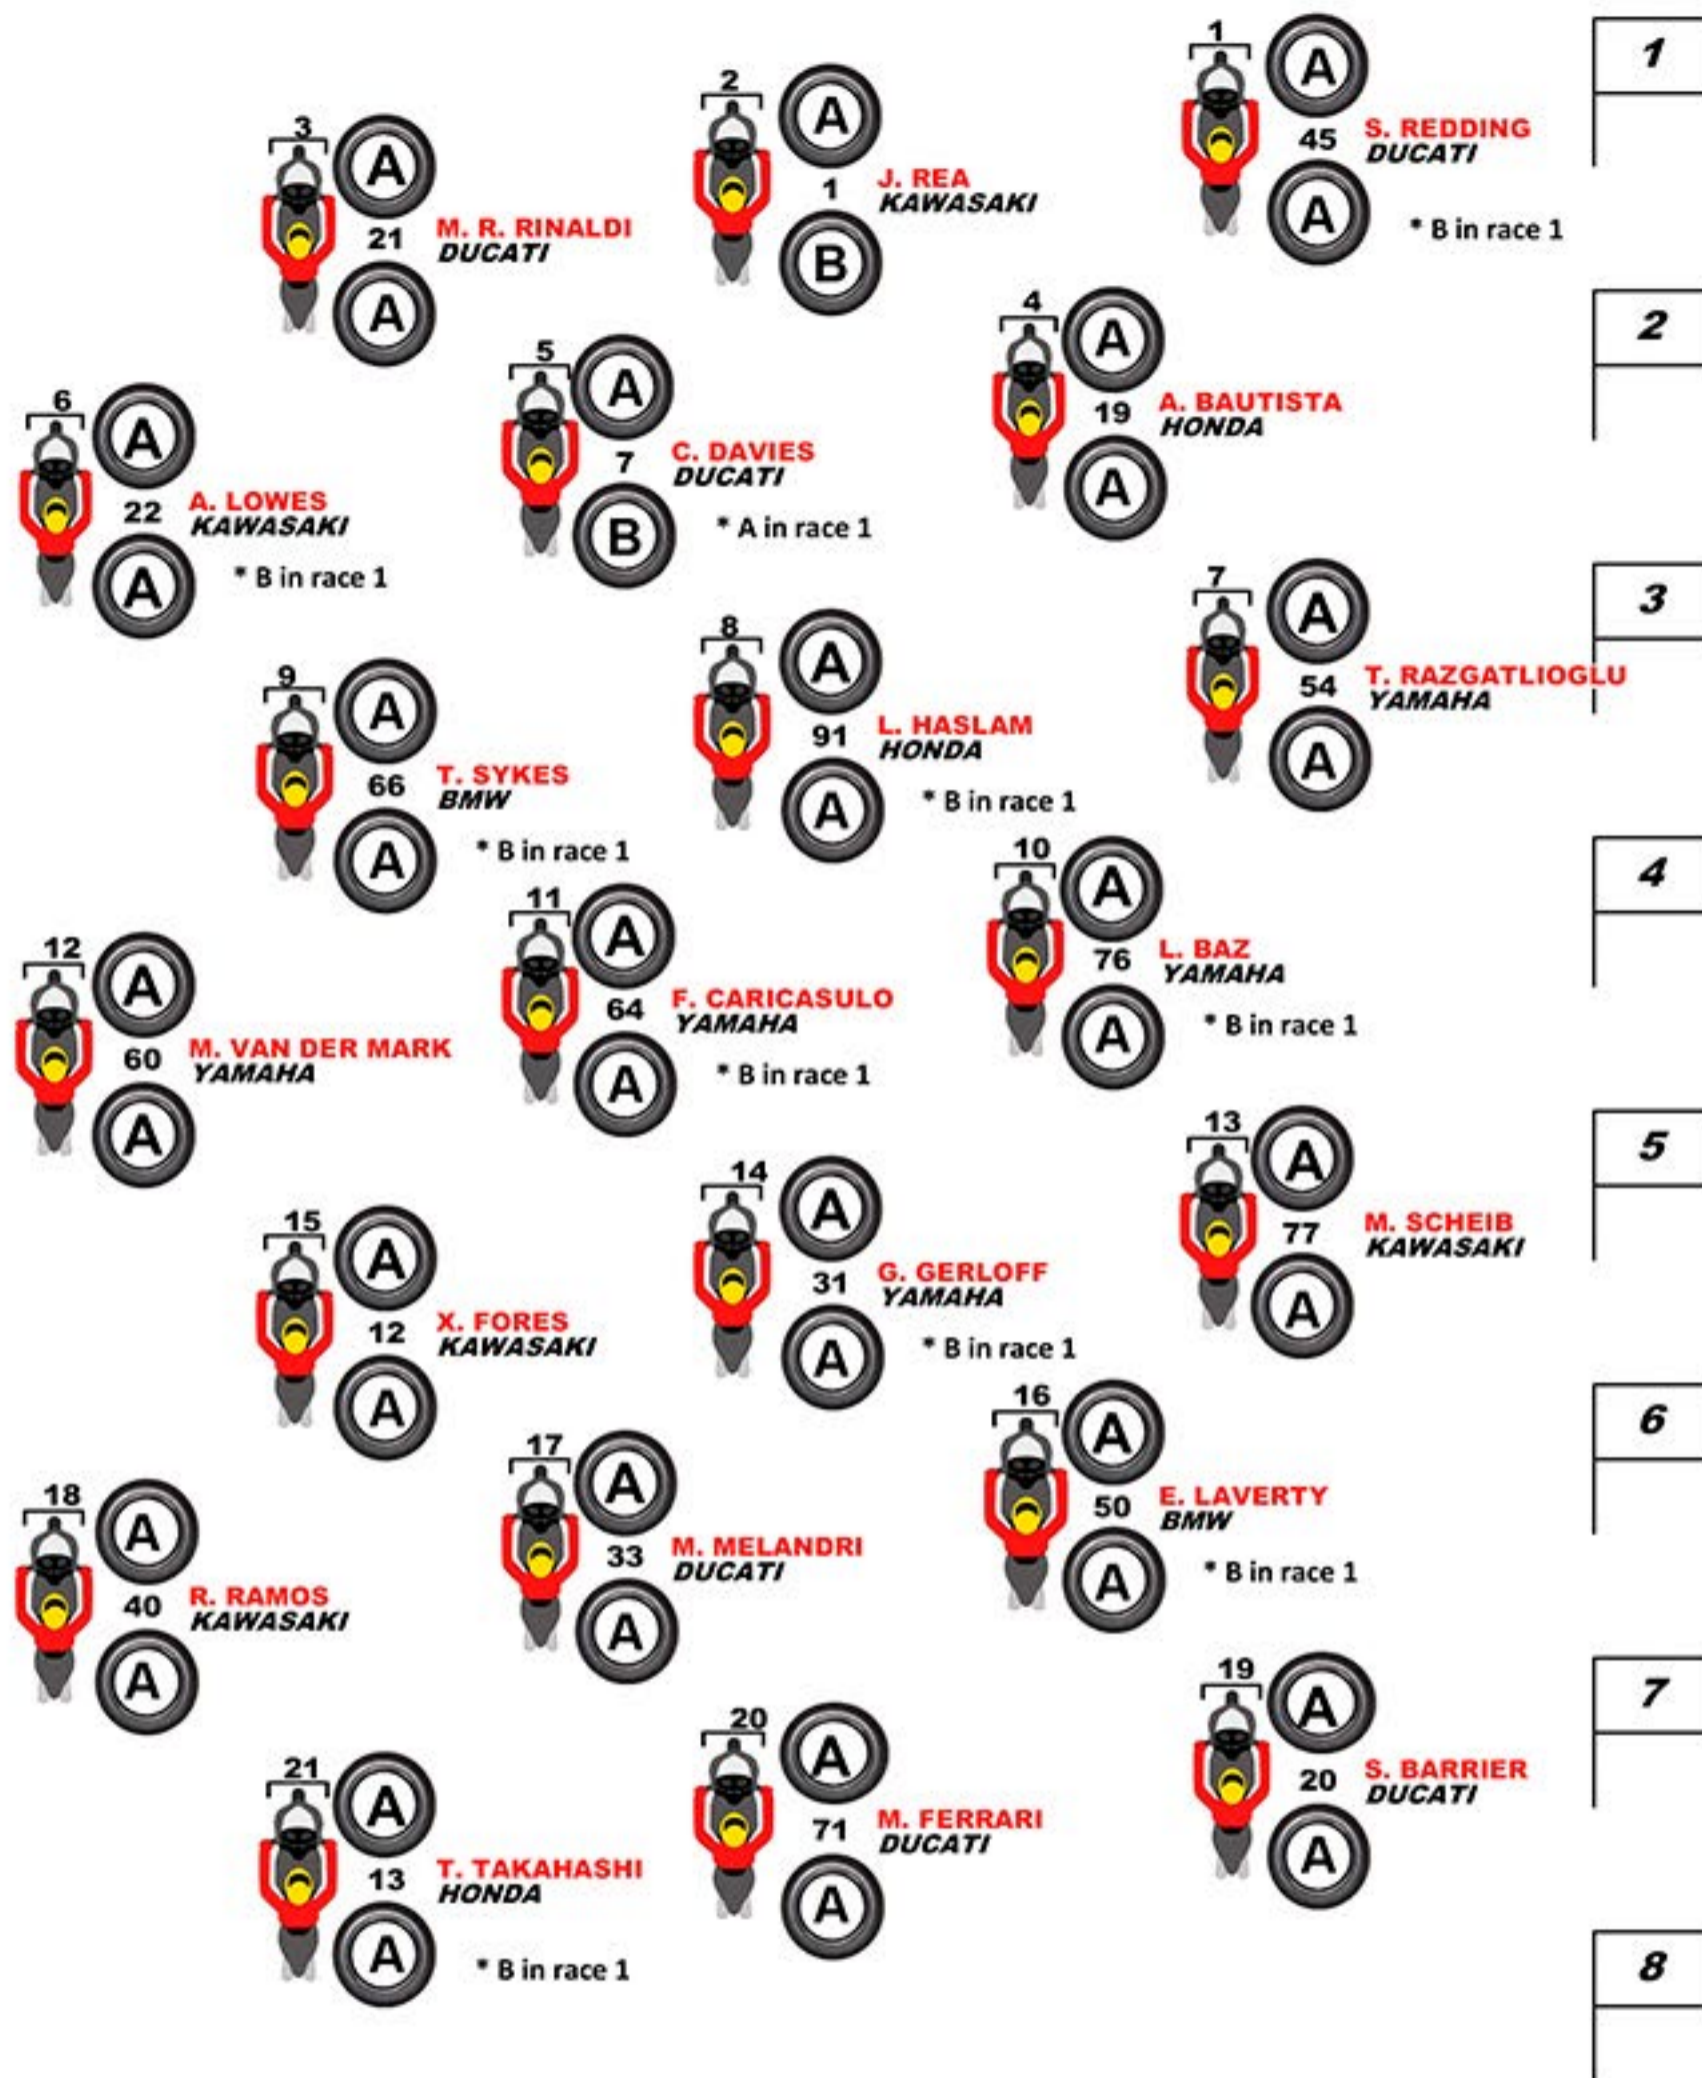 1
A
45
S. REDDING
DUCATI
A
* B in race 1
1
2
A
1
J. REA
KAWASAKI
B
3
A
21
M. R. RINALDI
DUCATI
A
2
4
A
19
A. BAUTISTA
HONDA
A
5
A
7
C. DAVIES
DUCATI
B
* A in race 1
6
A
22
A. LOWES
KAWASAKI
A
* B in race 1
3
7
A
54
T. RAZGATLIOGLU
YAMAHA
A
8
A
91
L. HASLAM
HONDA
A
* B in race 1
9
A
66
T. SYKES
BMW
A
* B in race 1
4
10
A
76
L. BAZ
YAMAHA
A
* B in race 1
11
A
64
F. CARICASULO
YAMAHA
A
* B in race 1
12
A
60
M. VAN DER MARK
YAMAHA
A
5
13
A
77
M. SCHEIB
KAWASAKI
A
14
A
31
G. GERLOFF
YAMAHA
A
* B in race 1
15
A
12
X. FORES
KAWASAKI
A
6
16
A
50
E. LAVERTY
BMW
A
* B in race 1
17
A
33
M. MELANDRI
DUCATI
A
18
A
40
R. RAMOS
KAWASAKI
A
7
19
A
20
S. BARRIER
DUCATI
A
20
A
71
M. FERRARI
DUCATI
A
21
A
13
T. TAKAHASHI
HONDA
A
* B in race 1
8